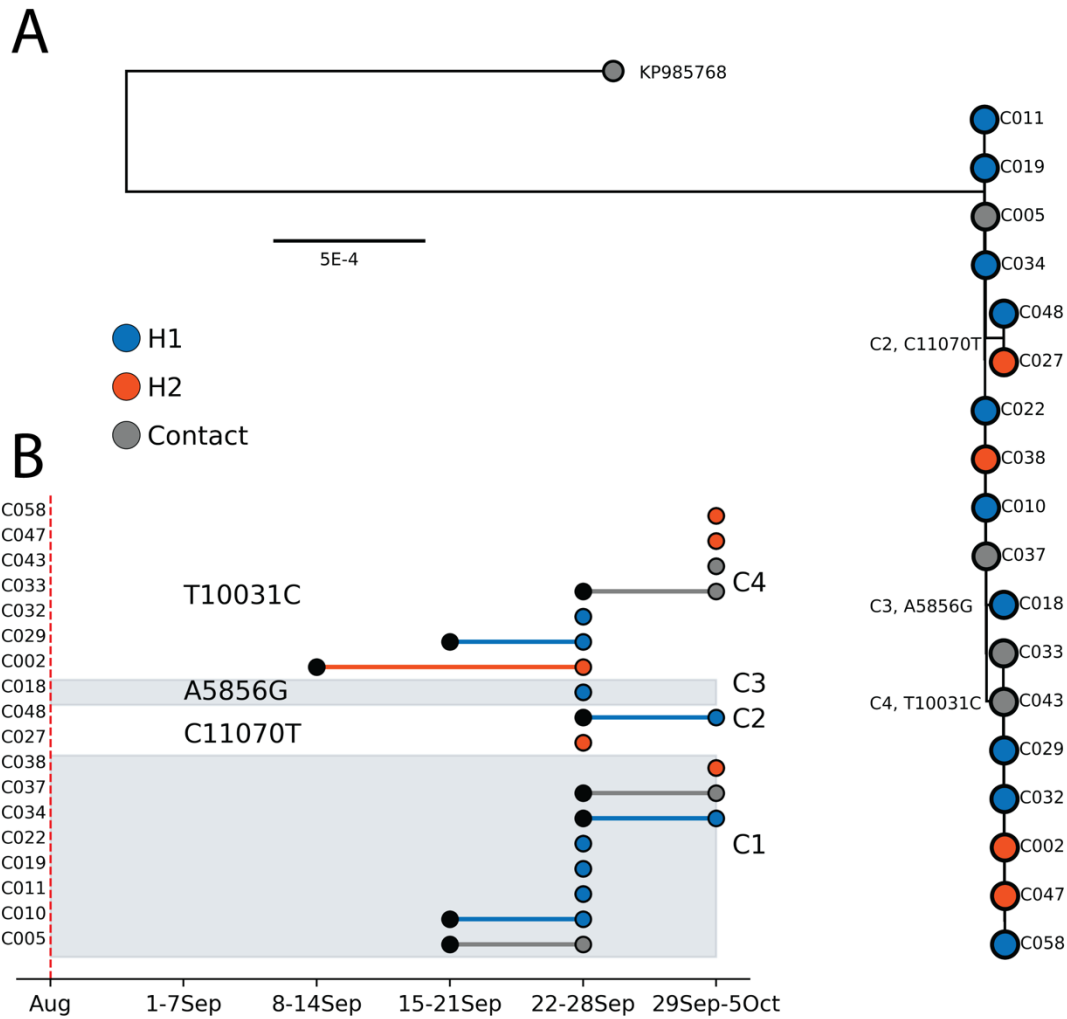 A
KP985768
C011
C019
C005
C034
C048
C2, C11070T
C027
C022
C038
C010
C037
C3, A5856G
C018
C033
C4, T10031C
C043
C029
C032
C002
C047
C058
5E-4
H1
H2
Contact
B
C058
C047
C043
C033
C032
C029
C002
C018
C048
C027
C038
C037
C034
C022
C019
C011
C010
C005
T10031C
A5856G
C11070T
C4
C3
C2
C1
Aug 1-7Sep 8-14Sep 15-21Sep 22-28Sep 29Sep-5Oct